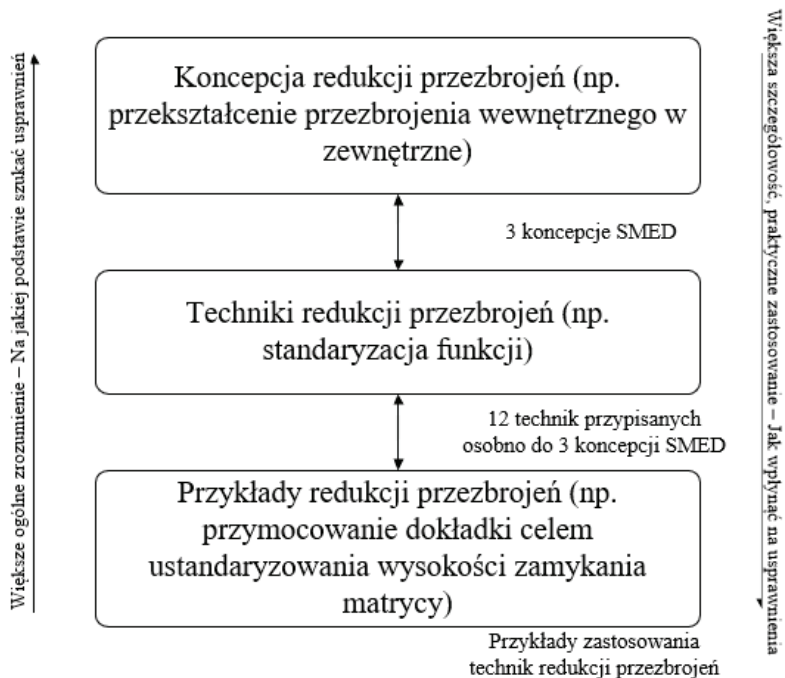 Większe ogólne zrozumienie – Na jakiej podstawie szukać usprawnień
Koncepcja redukcji przezbrojeń (np.
przekształcenie przezbrojenia wewnętrznego w
zewnętrzne)
3 koncepcje SMED
Techniki redukcji przezbrojeń (np.
standaryzacja funkcji)
12 technik przypisanych
osobno do 3 koncepcji SMED
Przykłady redukcji przezbrojeń (np.
przymocowanie dokładki celem
ustandaryzowania wysokości zamykania
matrycy)
Przykłady zastosowania
technik redukcji przezbrojeń
Większa szczegółowość, praktyczne zastosowanie – Jak wpłynąć na usprawnienia